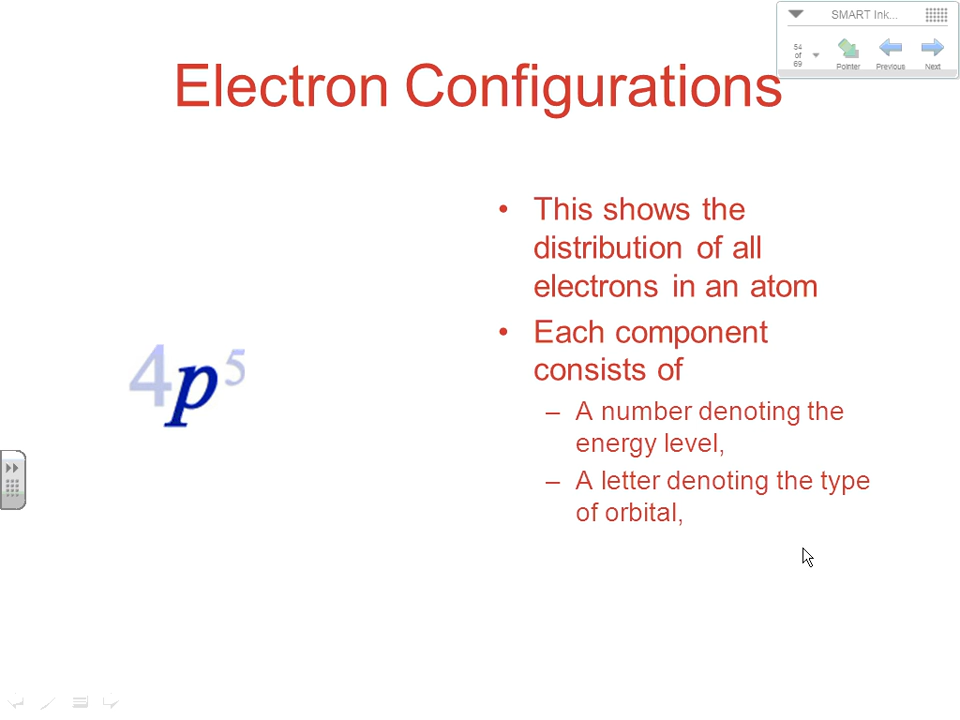 SMART Ink...
54
of
69
Pointer Previous Next
Electron Configurations
• This shows the
distribution of all
electrons in an atom
• Each component
consists of
– A number denoting the
energy level,
– A letter denoting the type
of orbital,
4p⁵